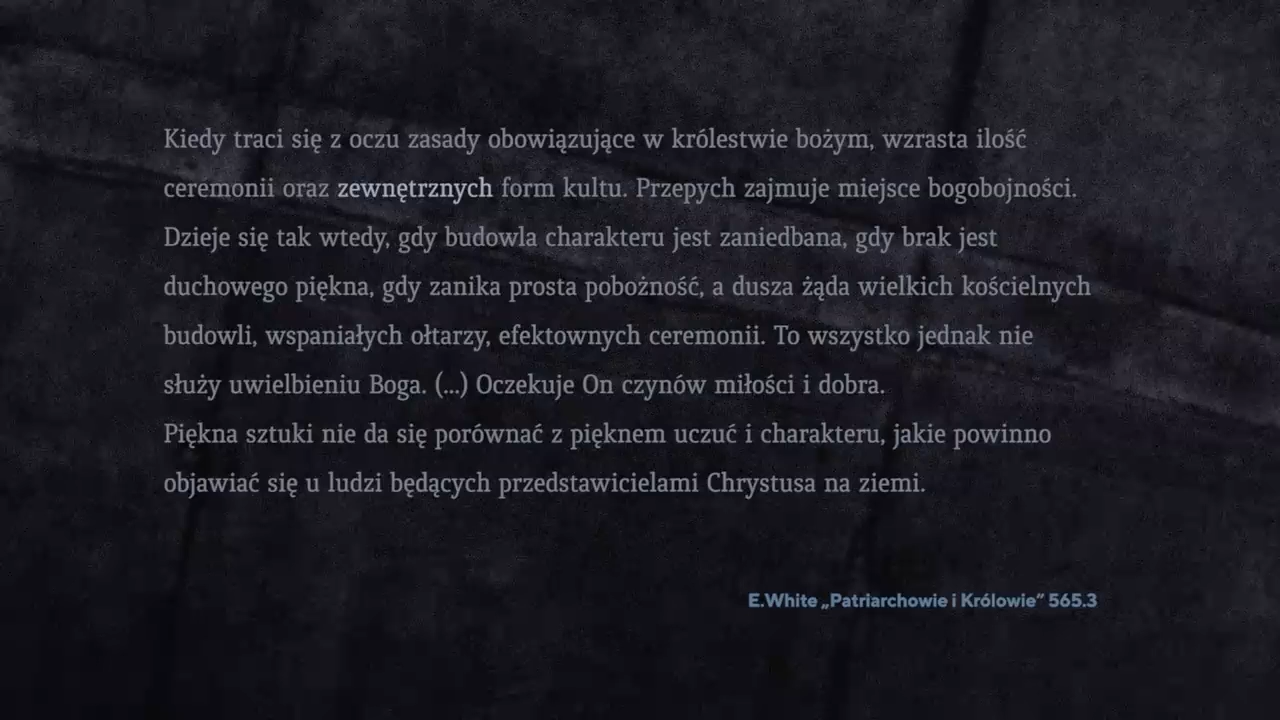 Kiedy traci się z oczu zasady obowiązujące w królestwie bożym, wzrasta ilość
ceremonii oraz zewnętrznych form kultu. Przepych zajmuje miejsce bogobojności.
Dzieje się tak wtedy, gdy budowla charakteru jest zaniedbana, gdy brak jest
duchowego piękna, gdy zanika prosta pobożność, a dusza żąda wielkich kościelnych
budowli, wspaniałych ołtarzy, efektownych ceremonii. To wszystko jednak nie
służy uwielbieniu Boga. (...) Oczekuje On czynów miłości i dobra.
Piękna sztuki nie da się porównać z pięknem uczuć i charakteru, jakie powinno
objawiać się u ludzi będących przedstawicielami Chrystusa na ziemi.
E.White „Patriarchowie i Królowie” 565.3